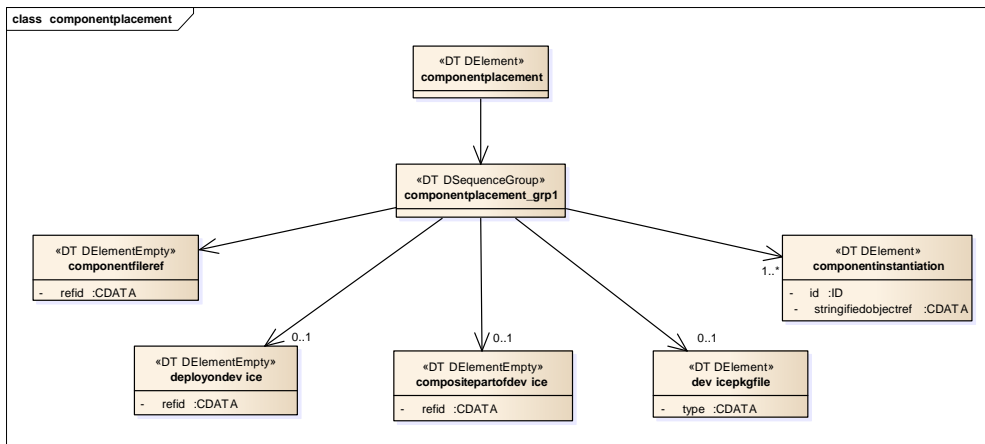 class componentplacement
«DT DElement»
componentplacement
«DT DSequenceGroup»
componentplacement_grp1
«DT DElementEmpty»
componentfileref
- refid :CDATA
1..*
«DT DElement»
componentinstantiation
- id :ID
- stringifiedobjectref :CDATA
0..1
«DT DElementEmpty»
deployondev ice
- refid :CDATA
0..1
«DT DElementEmpty»
compositepartofdev ice
- refid :CDATA
0..1
«DT DElement»
dev icepkgfile
- type :CDATA